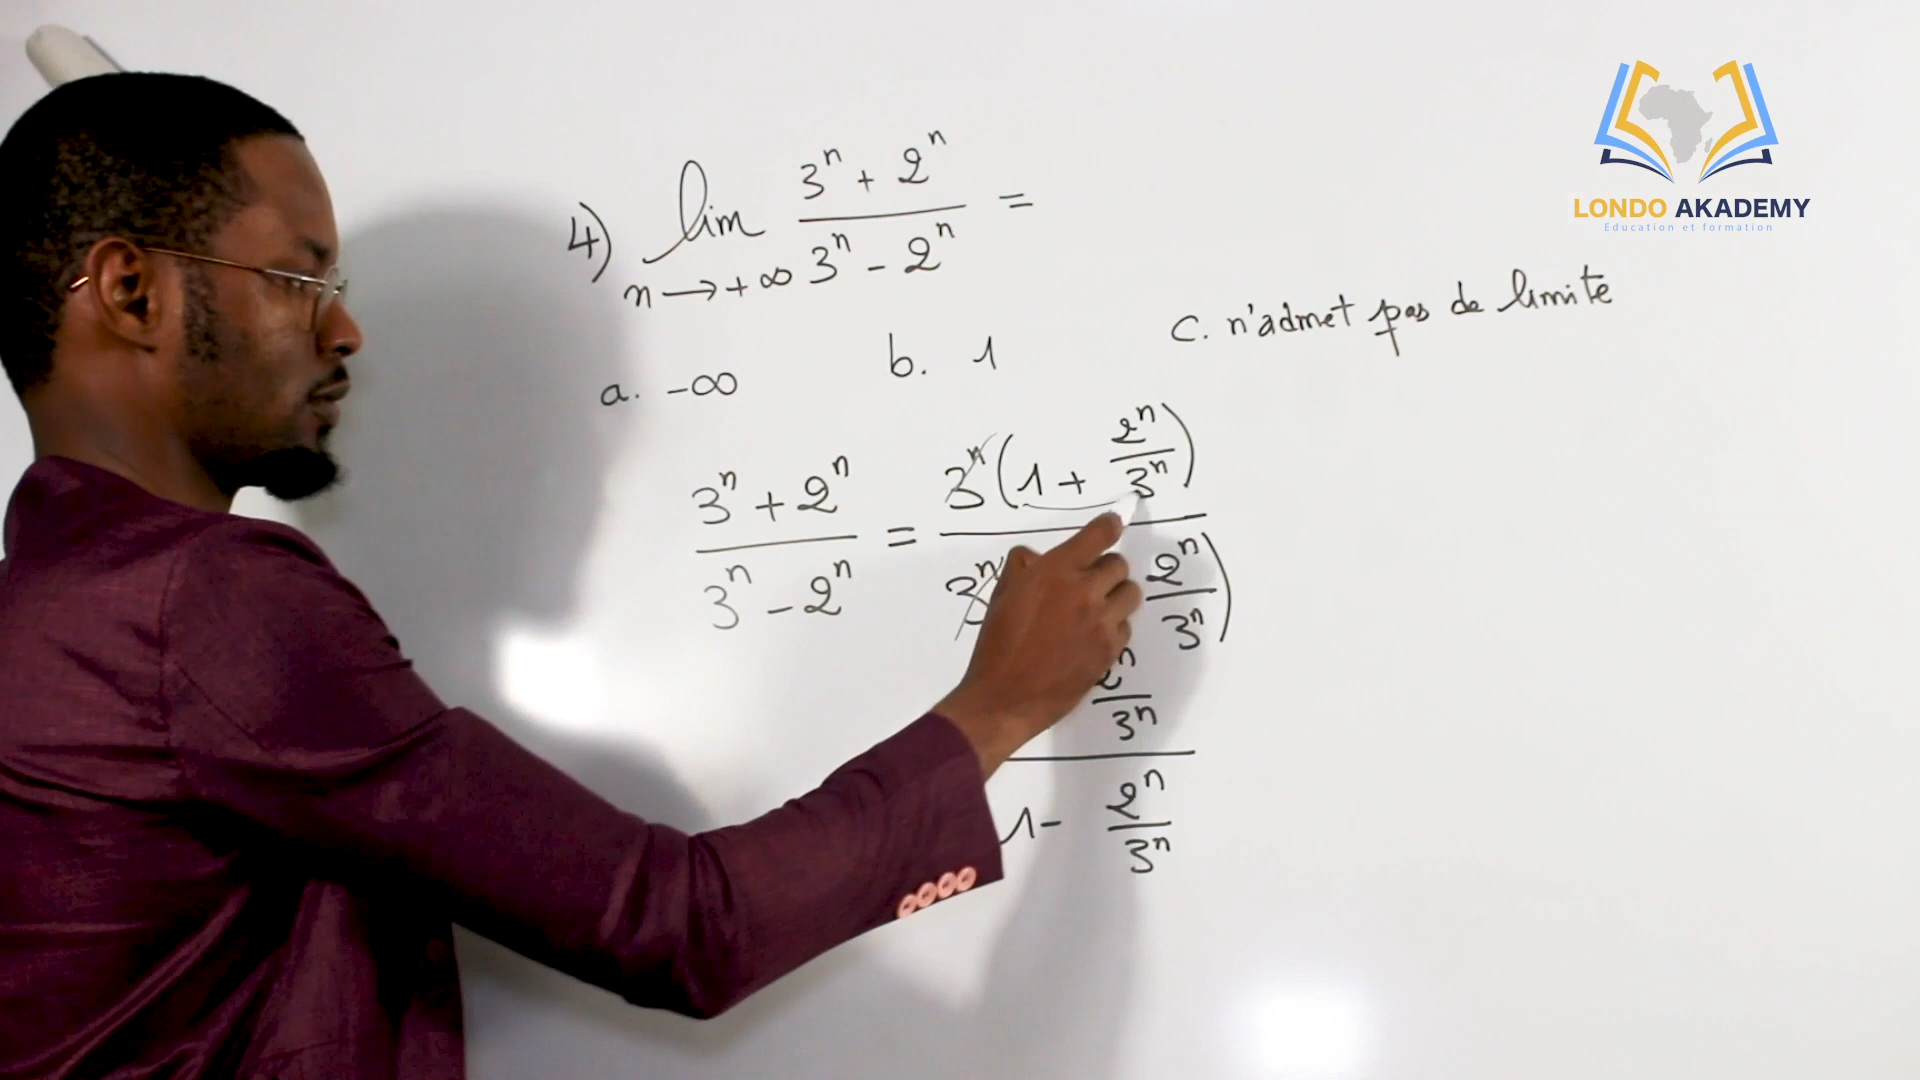 LONDO AKADEMY
Education et formation
4) lim 3ⁿ + 2ⁿ =
n → +∞ 3ⁿ - 2ⁿ
a. -∞ b. 1 c. n'admet pas de limite
3ⁿ + 2ⁿ = 3ⁿ (1 + 2ⁿ
3ⁿ)
3ⁿ - 2ⁿ 3ⁿ 2ⁿ
3ⁿ)
2ⁿ
3ⁿ
1 - 2ⁿ
3ⁿ